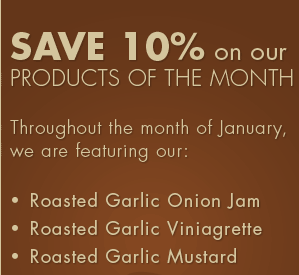 SAVE 10% on our
PRODUCTS OF THE MONTH
Throughout the month of January,
we are featuring our:
• Roasted Garlic Onion Jam
• Roasted Garlic Viniagrette
• Roasted Garlic Mustard